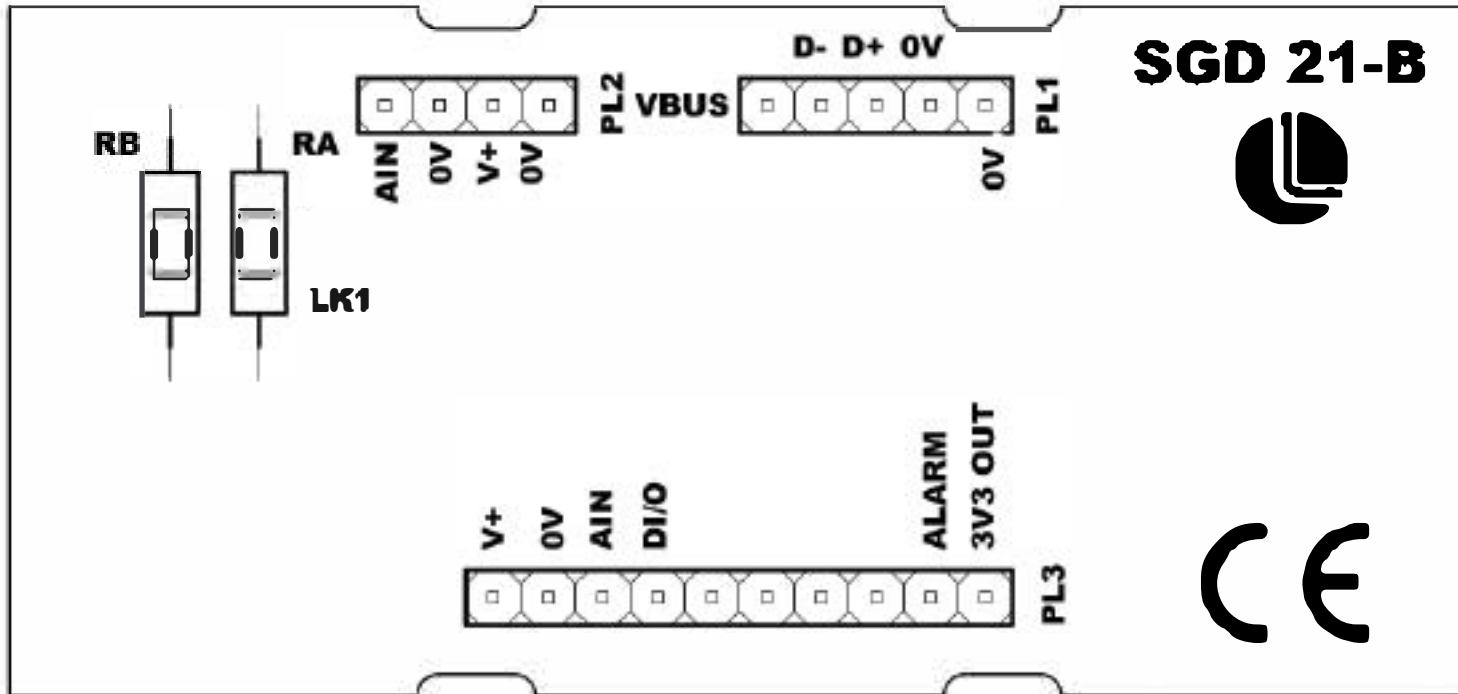 D- D+ 0V
SGD 21-B
VBUS
PL2
PL1
RB
RA
AIN
0V
V+
0V
0V
LK1
V+
0V
AIN
DI/O
ALARM
3V3 OUT
PL3
CE